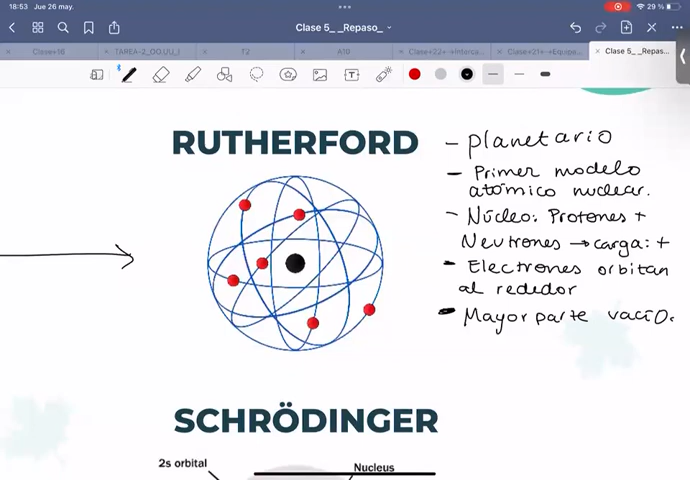 18:53 Jue 26 may.
29 %
Clase 5_ _Repaso_
Clase+16
TAREA-2_OO.UU_I
T2
A10
Clase+22+-+Interca...
Clase+21+-+Equipo...
Clase 5_ _Repas...
RUTHERFORD
- planetario
- Primer modelo
atómico nuclear.
- Núcleo: Protones +
Neutrones → carga: +
- Electrones orbitan
al rededor
- Mayor parte vacío.
SCHRÖDINGER
2s orbital
Nucleus